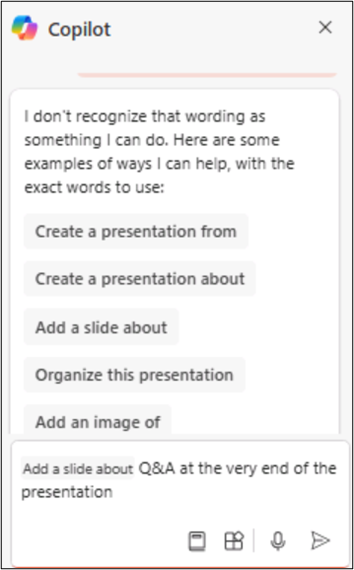 Copilot
I don't recognize that wording as
something I can do. Here are some
examples of ways I can help, with the
exact words to use:
Create a presentation from
Create a presentation about
Add a slide about
Organize this presentation
Add an image of
Add a slide about Q&A at the very end of the
presentation